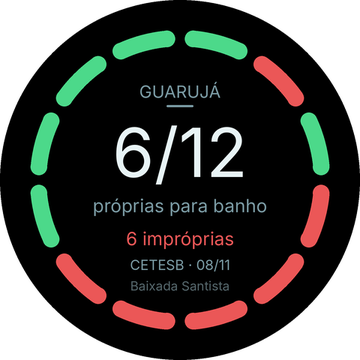 GUARUJÁ
6/12
próprias para banho
6 impróprias
CETESB · 08/11
Baixada Santista